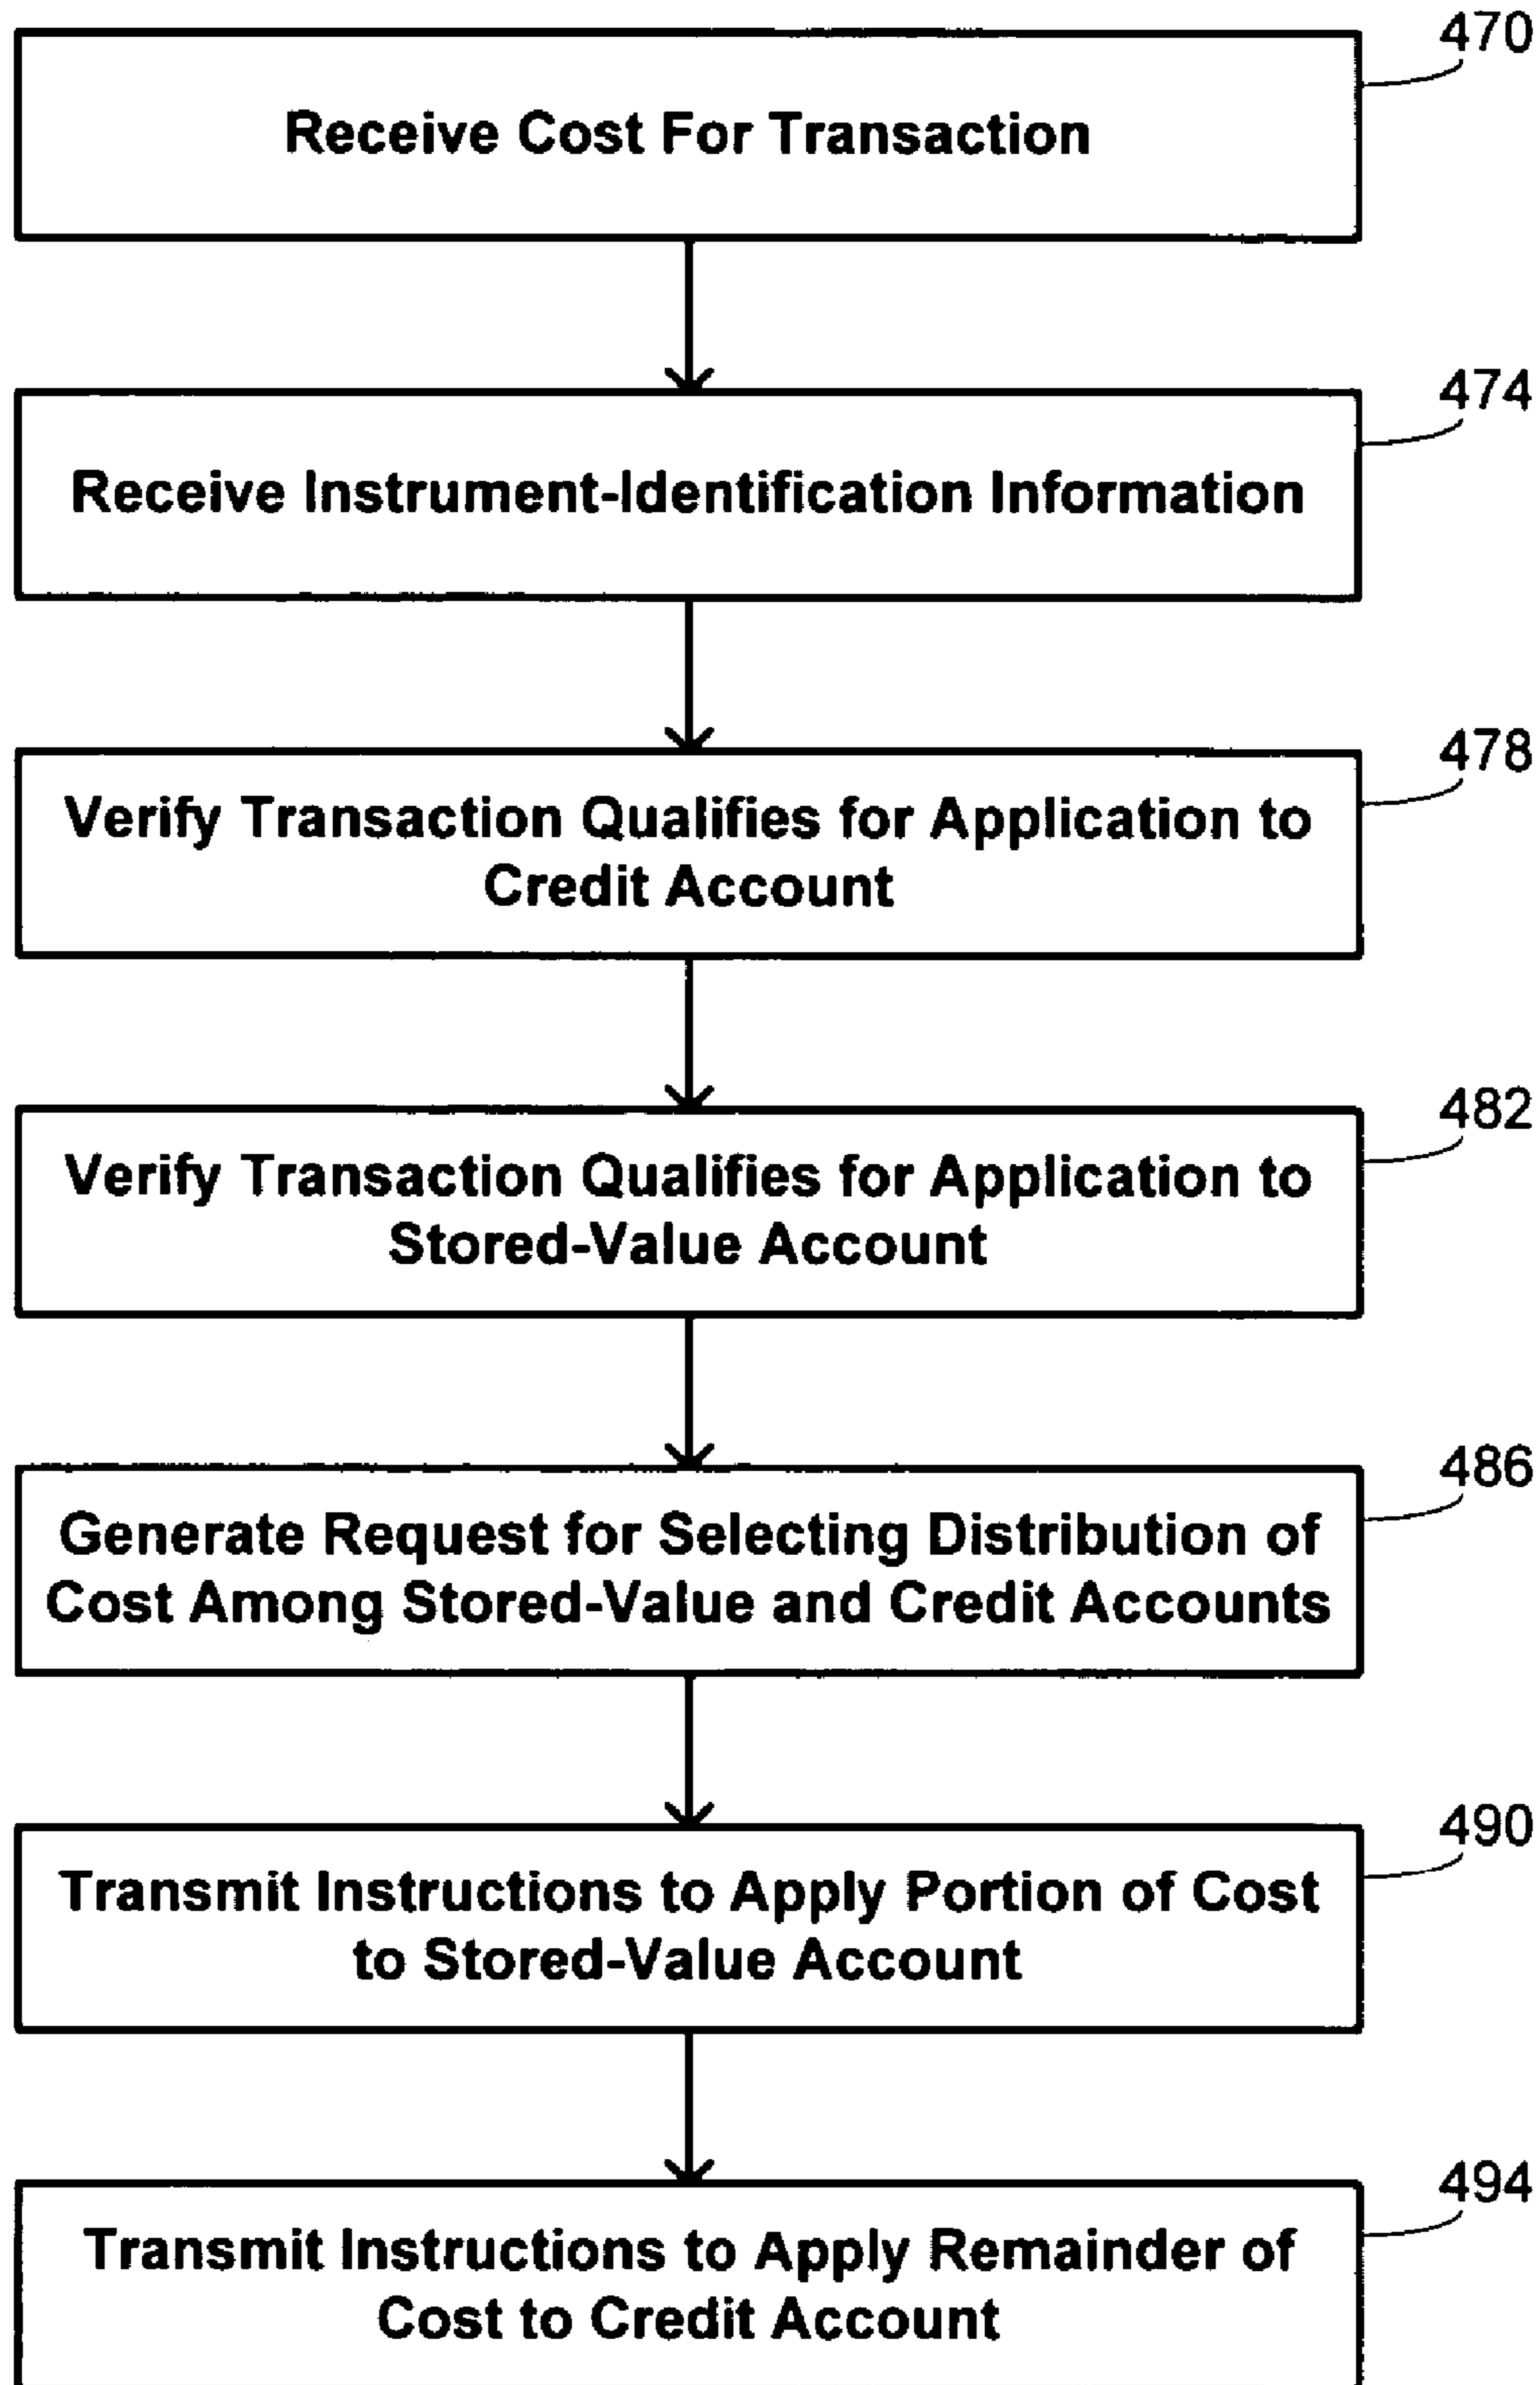 470
Receive Cost For Transaction
474
Receive Instrument-Identification Information
478
Verify Transaction Qualifies for Application to
Credit Account
482
Verify Transaction Qualifies for Application to
Stored-Value Account
486
Generate Request for Selecting Distribution of
Cost Among Stored-Value and Credit Accounts
490
Transmit Instructions to Apply Portion of Cost
to Stored-Value Account
494
Transmit Instructions to Apply Remainder of
Cost to Credit Account